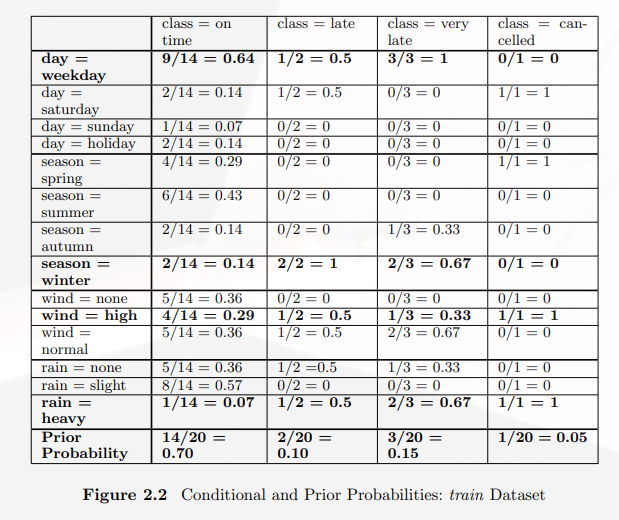 class = on time class = late class = very late class = can-celled
day = weekday 9/14 = 0.64 1/2 = 0.5 3/3 = 1 0/1 = 0
day = saturday 2/14 = 0.14 1/2 = 0.5 0/3 = 0 1/1 = 1
day = sunday 1/14 = 0.07 0/2 = 0 0/3 = 0 0/1 = 0
day = holiday 2/14 = 0.14 0/2 = 0 0/3 = 0 0/1 = 0
season = spring 4/14 = 0.29 0/2 = 0 0/3 = 0 1/1 = 1
season = summer 6/14 = 0.43 0/2 = 0 0/3 = 0 0/1 = 0
season = autumn 2/14 = 0.14 0/2 = 0 1/3 = 0.33 0/1 = 0
season = winter 2/14 = 0.14 2/2 = 1 2/3 = 0.67 0/1 = 0
wind = none 5/14 = 0.36 0/2 = 0 0/3 = 0 0/1 = 0
wind = high 4/14 = 0.29 1/2 = 0.5 1/3 = 0.33 1/1 = 1
wind = normal 5/14 = 0.36 1/2 = 0.5 2/3 = 0.67 0/1 = 0
rain = none 5/14 = 0.36 1/2 =0.5 1/3 = 0.33 0/1 = 0
rain = slight 8/14 = 0.57 0/2 = 0 0/3 = 0 0/1 = 0
rain = heavy 1/14 = 0.07 1/2 = 0.5 2/3 = 0.67 1/1 = 1
Prior Probability 14/20 = 0.70 2/20 = 0.10 3/20 = 0.15 1/20 = 0.05
Figure 2.2 Conditional and Prior Probabilities: train Dataset